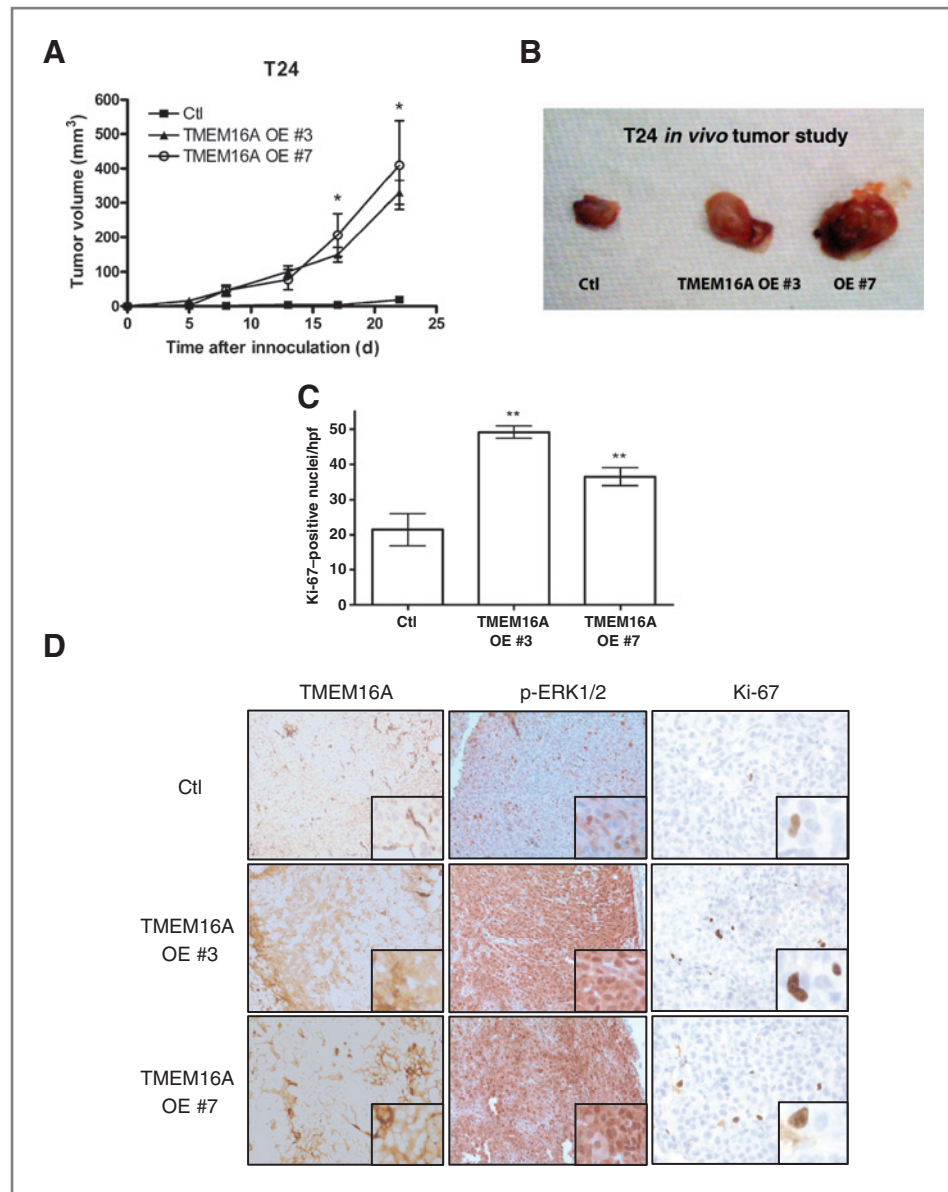 A
T24
Tumor volume (mm³)
600
500
400
300
200
100
0
Ctl
TMEM16A OE #3
TMEM16A OE #7
*
*
0
5
10
15
20
25
Time after innoculation (d)
B
T24 in vivo tumor study
Ctl
TMEM16A OE #3
OE #7
C
Ki-67–positive nuclei/hpf
50
40
30
20
10
0
**
**
Ctl
TMEM16A
OE #3
TMEM16A
OE #7
D
TMEM16A
p-ERK1/2
Ki-67
Ctl
TMEM16A
OE #3
TMEM16A
OE #7